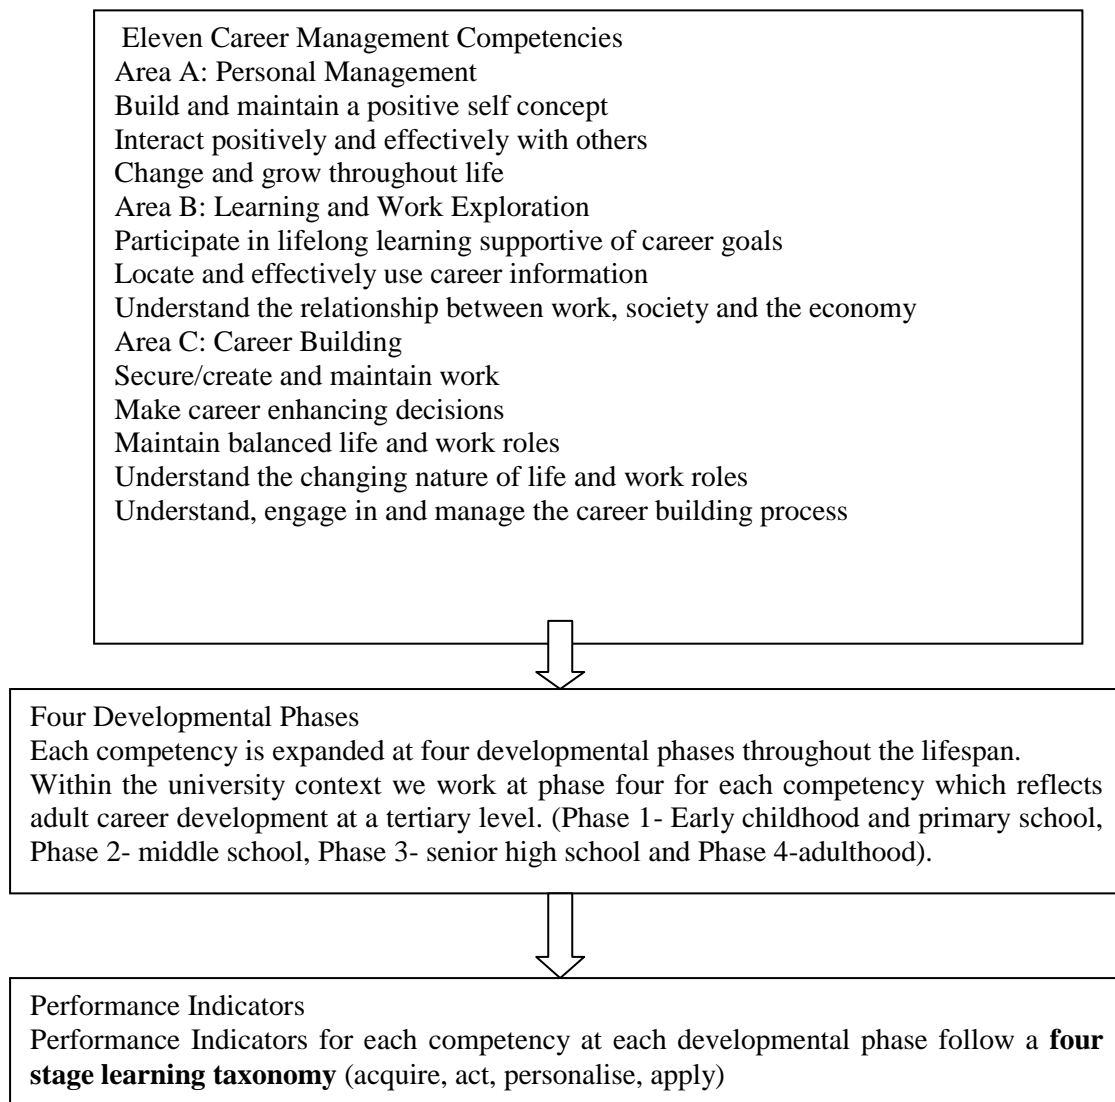 Eleven Career Management Competencies
Area A: Personal Management
Build and maintain a positive self concept
Interact positively and effectively with others
Change and grow throughout life
Area B: Learning and Work Exploration
Participate in lifelong learning supportive of career goals
Locate and effectively use career information
Understand the relationship between work, society and the economy
Area C: Career Building
Secure/create and maintain work
Make career enhancing decisions
Maintain balanced life and work roles
Understand the changing nature of life and work roles
Understand, engage in and manage the career building process
Four Developmental Phases
Each competency is expanded at four developmental phases throughout the lifespan.
Within the university context we work at phase four for each competency which reflects
adult career development at a tertiary level. (Phase 1- Early childhood and primary school,
Phase 2- middle school, Phase 3- senior high school and Phase 4-adulthood).
Performance Indicators
Performance Indicators for each competency at each developmental phase follow a four
stage learning taxonomy (acquire, act, personalise, apply)